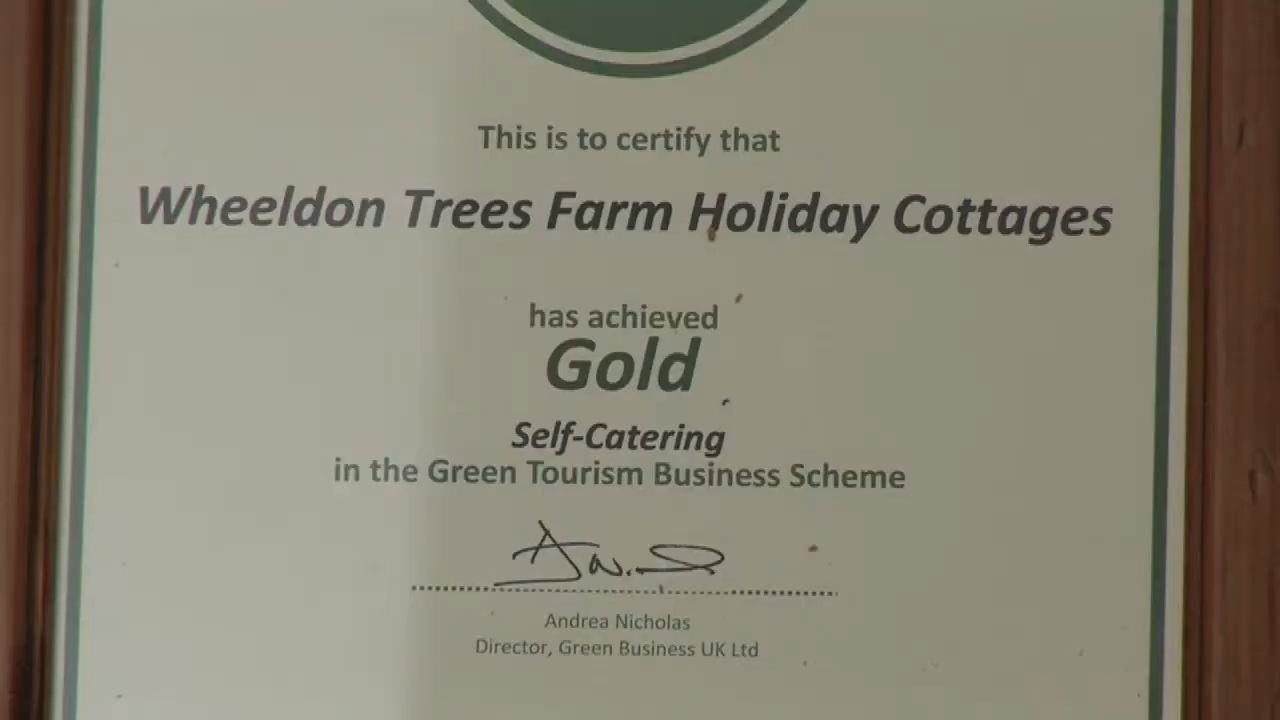 This is to certify that
Wheeldon Trees Farm Holiday Cottages
has achieved
Gold
Self-Catering
in the Green Tourism Business Scheme
Andrea Nicholas
Director, Green Business UK Ltd